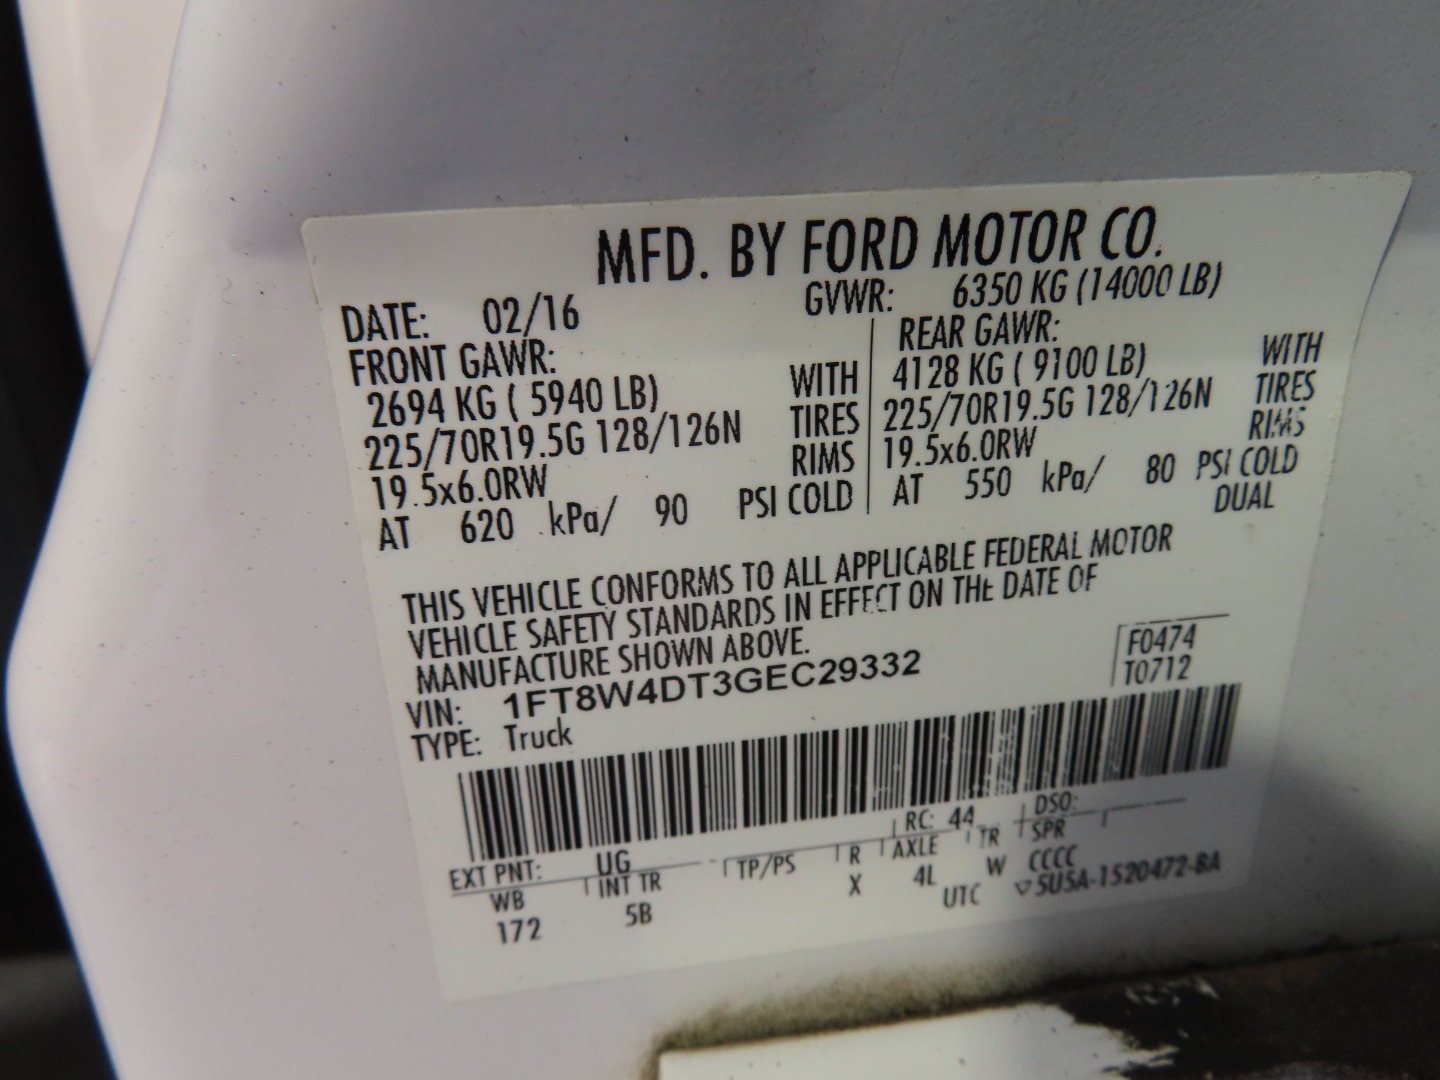 MFD. BY FORD MOTOR CO.
DATE: 02/16 GVWR: 6350 KG (14000 LB)
FRONT GAWR: REAR GAWR:
2694 KG ( 5940 LB) WITH 4128 KG ( 9100 LB) WITH
225/70R19.5G 128/126N TIRES 225/70R19.5G 128/126N TIRES
19.5x6.0RW RIMS 19.5x6.0RW RIMS
AT 620 kPa/ 90 PSI COLD AT 550 kPa/ 80 PSI COLD
DUAL
THIS VEHICLE CONFORMS TO ALL APPLICABLE FEDERAL MOTOR
VEHICLE SAFETY STANDARDS IN EFFECT ON THE DATE OF
MANUFACTURE SHOWN ABOVE.
F0474
T0712
VIN: 1FT8W4DT3GEC29332
TYPE: Truck
EXT PNT: UG RC: 44 DSO:
WB INT TR TP/PS R AXLE TR SPR
172 5B X 4L W CCCC
UTC ▽5U5A-1520472-BA